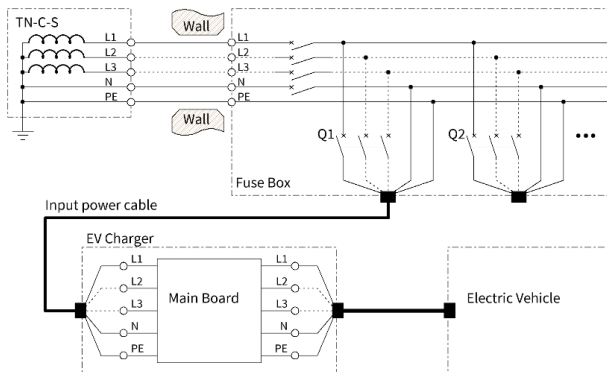 TN-C-S
L1
L2
L3
N
PE
Wall
Wall
L1
L2
L3
N
PE
Q1
Q2
Fuse Box
Input power cable
EV Charger
L1
L2
L3
N
PE
Main Board
L1
L2
L3
N
PE
Electric Vehicle